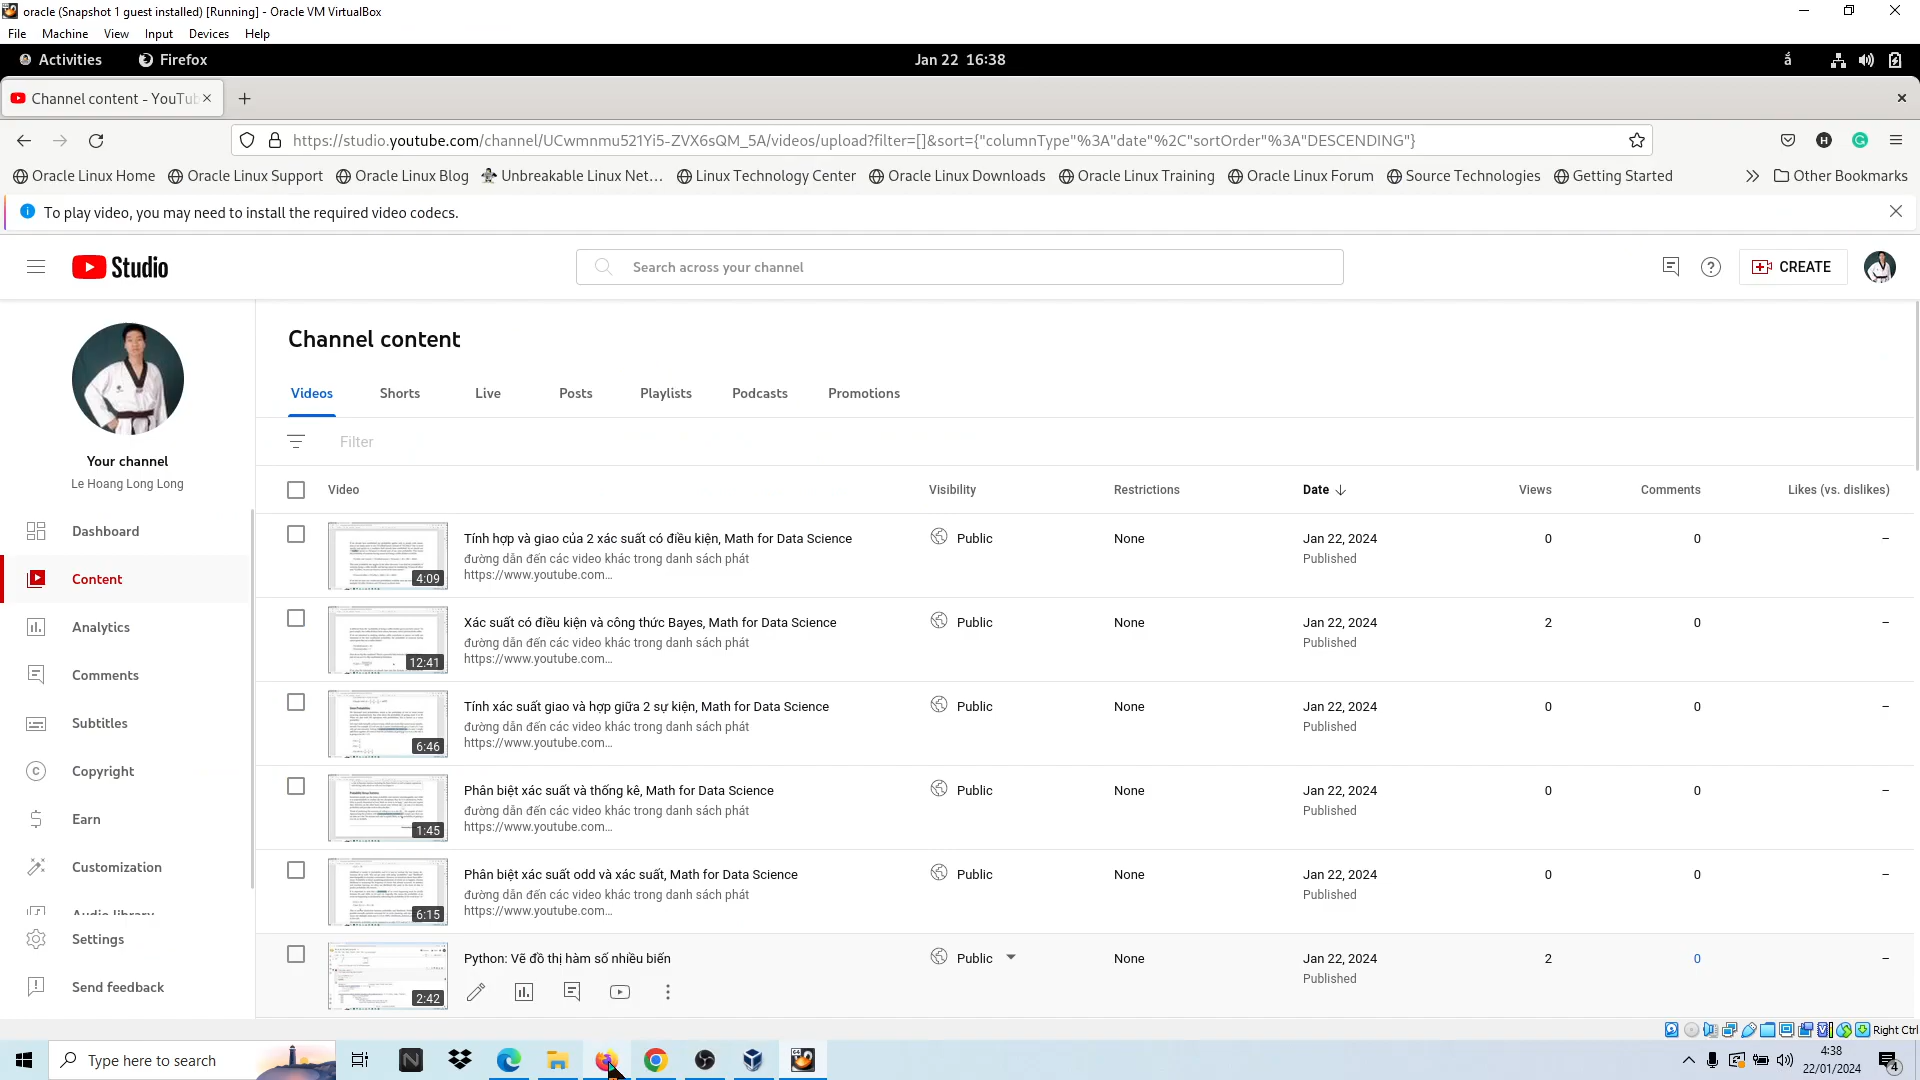 oracle (Snapshot 1 guest installed) [Running] - Oracle VM VirtualBox
File Machine View Input Devices Help
Activities Firefox Jan 22 16:38 ắ
Channel content - YouTub
https://studio.youtube.com/channel/UCwmnmu521Yi5-ZVX6sQM_5A/videos/upload?filter=[]&sort={"columnType"%3A"date"%2C"sortOrder"%3A"DESCENDING"}
Oracle Linux Home Oracle Linux Support Oracle Linux Blog Unbreakable Linux Net... Linux Technology Center Oracle Linux Downloads Oracle Linux Training Oracle Linux Forum Source Technologies Getting Started Other Bookmarks
To play video, you may need to install the required video codecs.
Studio Search across your channel CREATE
Channel content
Videos Shorts Live Posts Playlists Podcasts Promotions
Your channel
Le Hoang Long Long
Filter
Video Visibility Restrictions Date Views Comments Likes (vs. dislikes)
Dashboard
Content
Analytics
Comments
Subtitles
Copyright
Earn
Customization
Audio library
Settings
Send feedback
Tính hợp và giao của 2 xác suất có điều kiện, Math for Data Science Public None Jan 22, 2024 0 0 –
đường dẫn đến các video khác trong danh sách phát Published
https://www.youtube.com...
4:09
Xác suất có điều kiện và công thức Bayes, Math for Data Science Public None Jan 22, 2024 2 0 –
đường dẫn đến các video khác trong danh sách phát Published
https://www.youtube.com...
12:41
Tính xác suất giao và hợp giữa 2 sự kiện, Math for Data Science Public None Jan 22, 2024 0 0 –
đường dẫn đến các video khác trong danh sách phát Published
https://www.youtube.com...
6:46
Phân biệt xác suất và thống kê, Math for Data Science Public None Jan 22, 2024 0 0 –
đường dẫn đến các video khác trong danh sách phát Published
https://www.youtube.com...
1:45
Phân biệt xác suất odd và xác suất, Math for Data Science Public None Jan 22, 2024 0 0 –
đường dẫn đến các video khác trong danh sách phát Published
https://www.youtube.com...
6:15
Python: Vẽ đồ thị hàm số nhiều biến Public None Jan 22, 2024 2 0 –
Published
2:42
Right Ctrl
Type here to search
4:38
22/01/2024
4